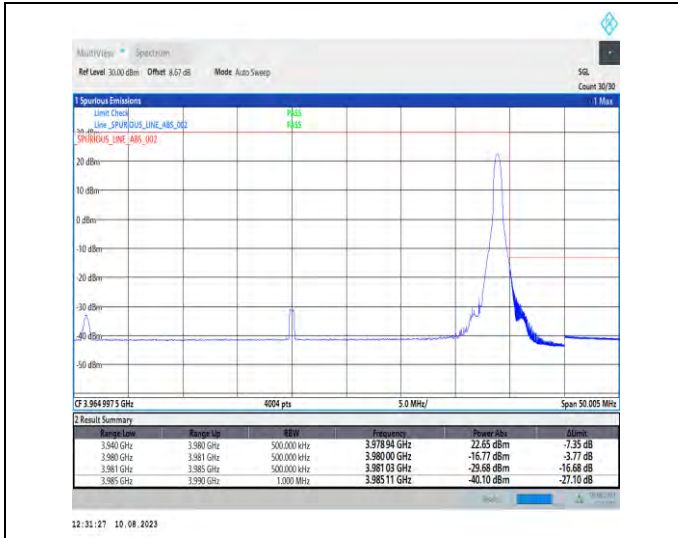 MultiView Spectrum
Ref Level 30.00 dBm Offset 8.67 dB Mode Auto Sweep SGL
Count 30/30
1 Spurious Emissions 1 Max
Limit Check PASS
Line _SPURIOUS_LINE_ABS_002 PASS
_SPURIOUS_LINE_ABS_002
20 dBm
10 dBm
0 dBm
-10 dBm
-20 dBm
-30 dBm
-40 dBm
-50 dBm
CF 3.964 997 5 GHz 4004 pts 5.0 MHz/ Span 50.005 MHz
2 Result Summary
Range Low Range Up RBW Frequency Power Abs ΔLimit
3.940 GHz 3.980 GHz 500.000 kHz 3.978 94 GHz 22.65 dBm -7.35 dB
3.980 GHz 3.981 GHz 500.000 kHz 3.980 00 GHz -16.77 dBm -3.77 dB
3.981 GHz 3.985 GHz 500.000 kHz 3.981 03 GHz -29.68 dBm -16.68 dB
3.985 GHz 3.990 GHz 1.000 MHz 3.985 11 GHz -40.10 dBm -27.10 dB
12:31:27 10.08.2023